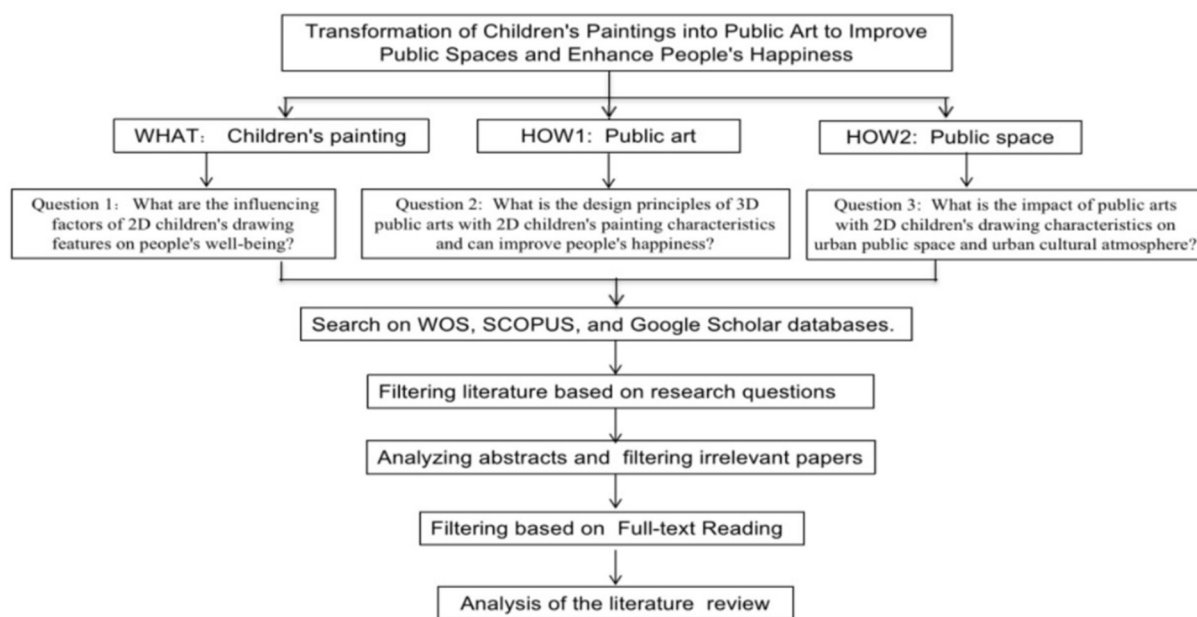 Transformation of Children's Paintings into Public Art to Improve
Public Spaces and Enhance People's Happiness
WHAT: Children's painting
HOW1: Public art
HOW2: Public space
Question 1: What are the influencing
factors of 2D children's drawing
features on people's well-being?
Question 2: What is the design principles of 3D
public arts with 2D children's painting characteristics
and can improve people's happiness?
Question 3: What is the impact of public arts
with 2D children's drawing characteristics on
urban public space and urban cultural atmosphere?
Search on WOS, SCOPUS, and Google Scholar databases.
Filtering literature based on research questions
Analyzing abstracts and filtering irrelevant papers
Filtering based on Full-text Reading
Analysis of the literature review